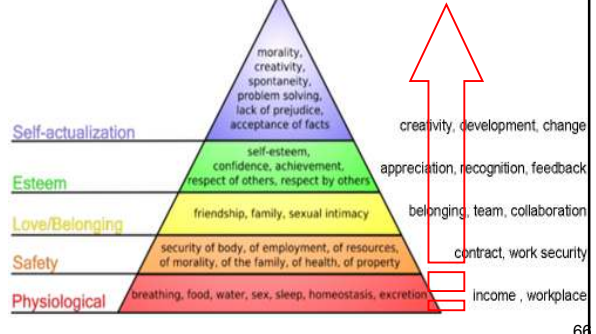 morality,
creativity,
spontaneity,
problem solving,
lack of prejudice,
acceptance of facts
Self-actualization
creativity, development, change
self-esteem,
confidence, achievement,
respect of others, respect by others
Esteem
appreciation, recognition, feedback
Love/Belonging
friendship, family, sexual intimacy
belonging, team, collaboration
Safety
security of body, of employment, of resources,
of morality, of the family, of health, of property
contract, work security
Physiological
breathing, food, water, sex, sleep, homeostasis, excretion
income , workplace
66